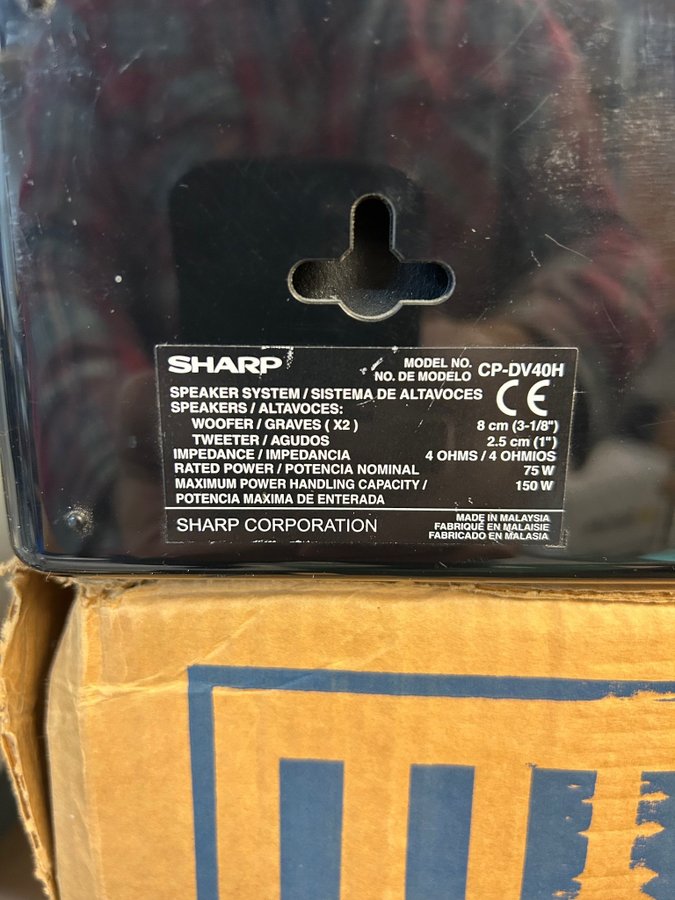 SHARP
MODEL NO.
NO. DE MODELO CP-DV40H
SPEAKER SYSTEM / SISTEMA DE ALTAVOCES CE
SPEAKERS / ALTAVOCES:
WOOFER / GRAVES ( X2 ) 8 cm (3-1/8")
TWEETER / AGUDOS 2.5 cm (1")
IMPEDANCE / IMPEDANCIA 4 OHMS / 4 OHMIOS
RATED POWER / POTENCIA NOMINAL 75 W
MAXIMUM POWER HANDLING CAPACITY / 150 W
POTENCIA MAXIMA DE ENTERADA
SHARP CORPORATION
MADE IN MALAYSIA
FABRIQUÉ EN MALAISIE
FABRICADO EN MALASIA